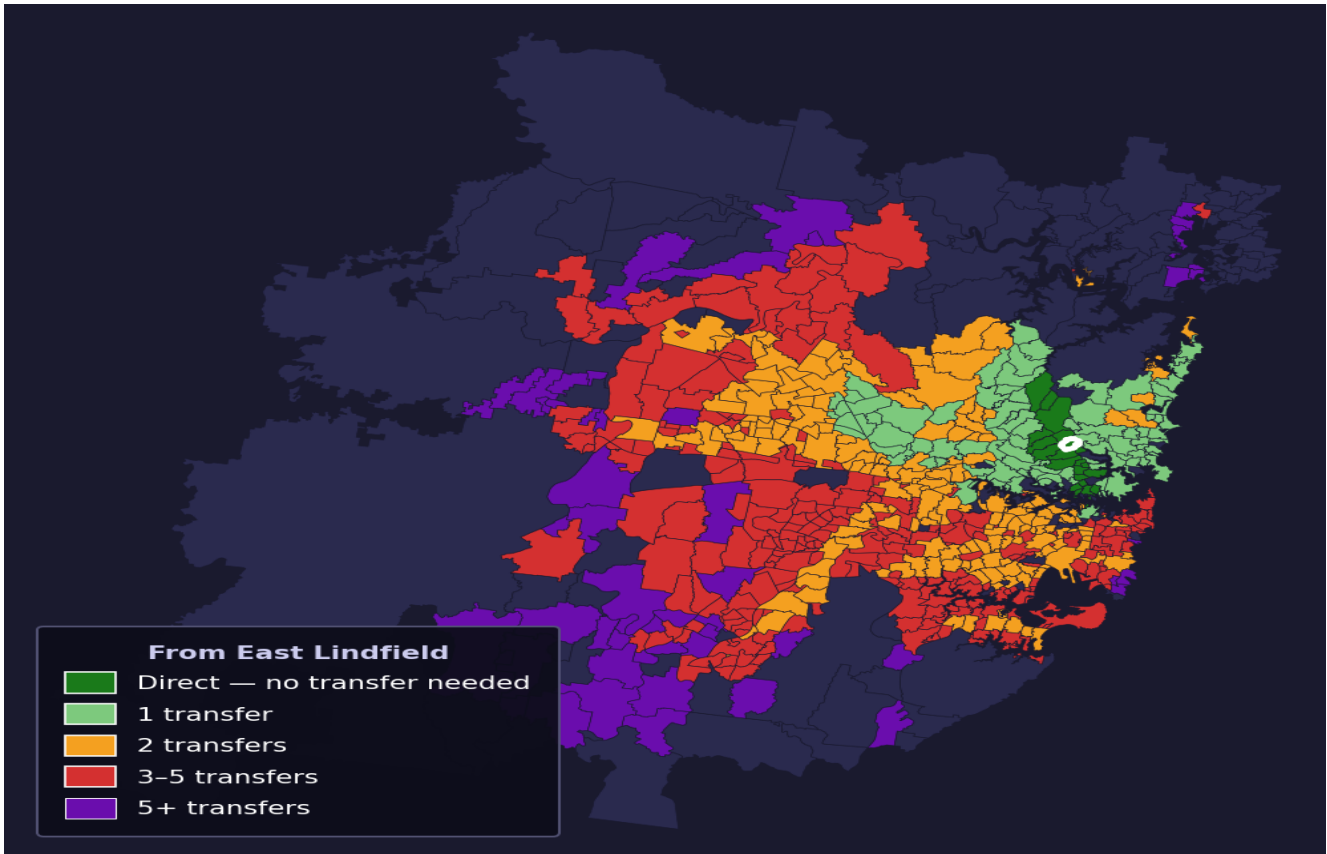 From East Lindfield
Direct — no transfer needed
1 transfer
2 transfers
3–5 transfers
5+ transfers